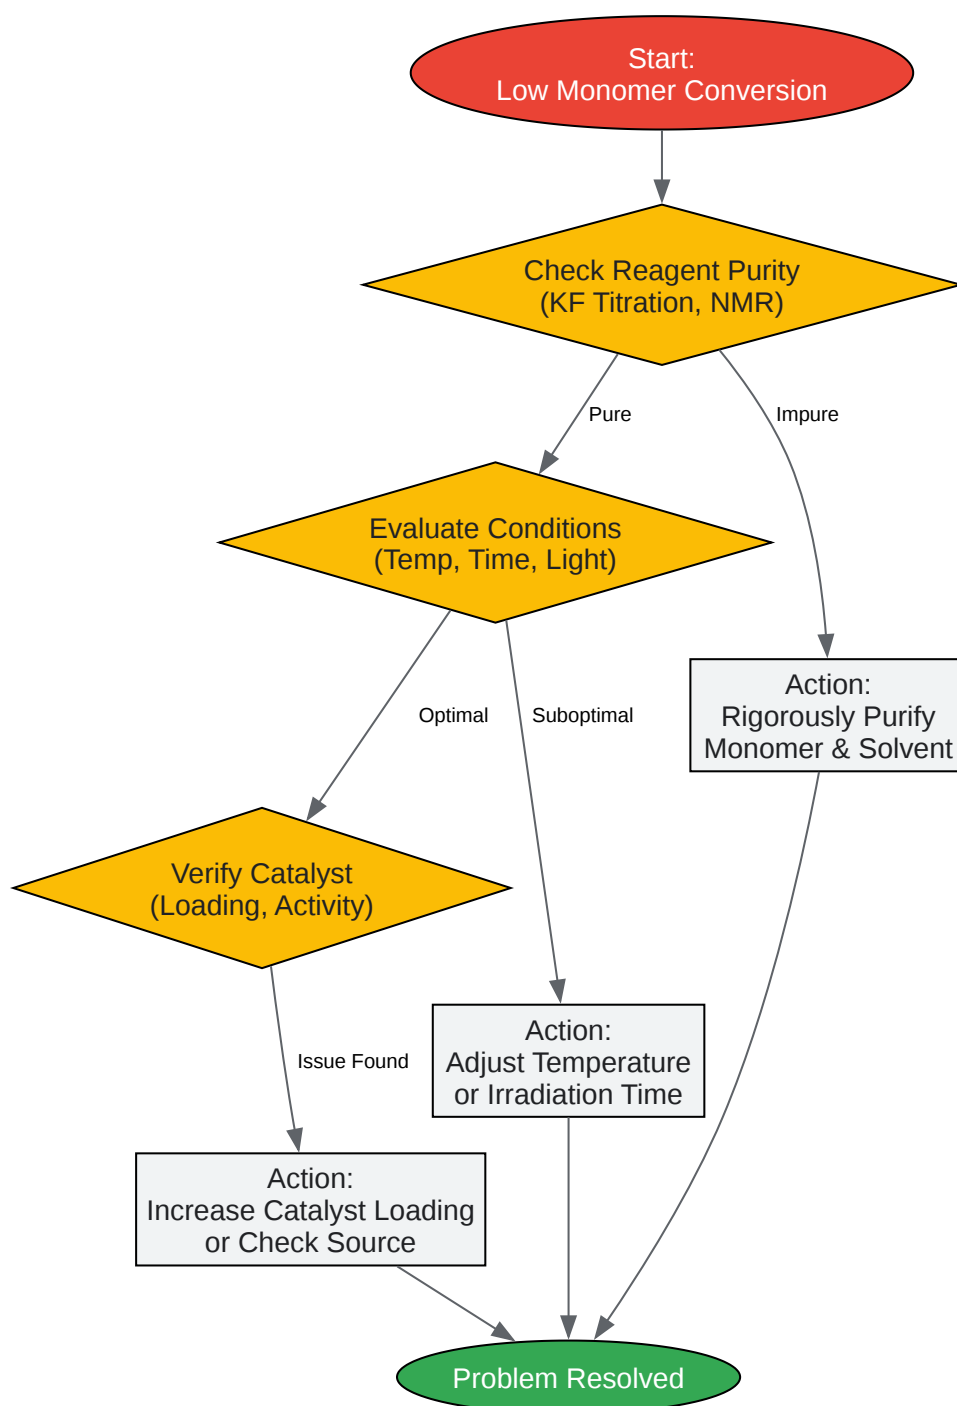 Start:
Low Monomer Conversion
Check Reagent Purity
(KF Titration, NMR)
Pure
Impure
Evaluate Conditions
(Temp, Time, Light)
Optimal
Suboptimal
Action:
Rigorously Purify
Monomer & Solvent
Verify Catalyst
(Loading, Activity)
Issue Found
Action:
Adjust Temperature
or Irradiation Time
Action:
Increase Catalyst Loading
or Check Source
Problem Resolved